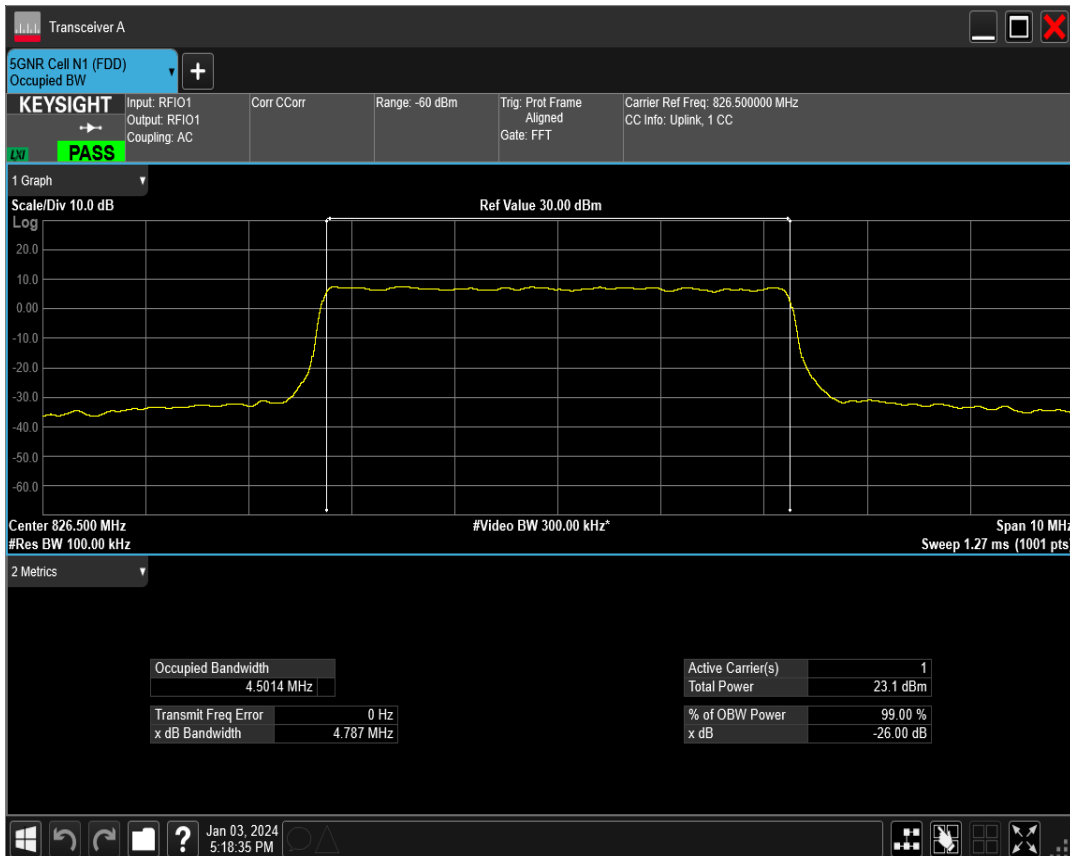 Transceiver A
5GNR Cell N1 (FDD)
Occupied BW
KEYSIGHT
LXI
PASS
Input: RFIO1
Output: RFIO1
Coupling: AC
Corr CCorr
Range: -60 dBm
Trig: Prot Frame
Aligned
Gate: FFT
Carrier Ref Freq: 826.500000 MHz
CC Info: Uplink, 1 CC
1 Graph
Scale/Div 10.0 dB
Ref Value 30.00 dBm
Log
20.0
10.0
0.00
-10.0
-20.0
-30.0
-40.0
-50.0
-60.0
Center 826.500 MHz
#Video BW 300.00 kHz*
Span 10 MHz
#Res BW 100.00 kHz
Sweep 1.27 ms (1001 pts)
2 Metrics
Occupied Bandwidth
4.5014 MHz
Transmit Freq Error 0 Hz
x dB Bandwidth 4.787 MHz
Active Carrier(s) 1
Total Power 23.1 dBm
% of OBW Power 99.00 %
x dB -26.00 dB
?
Jan 03, 2024
5:18:35 PM